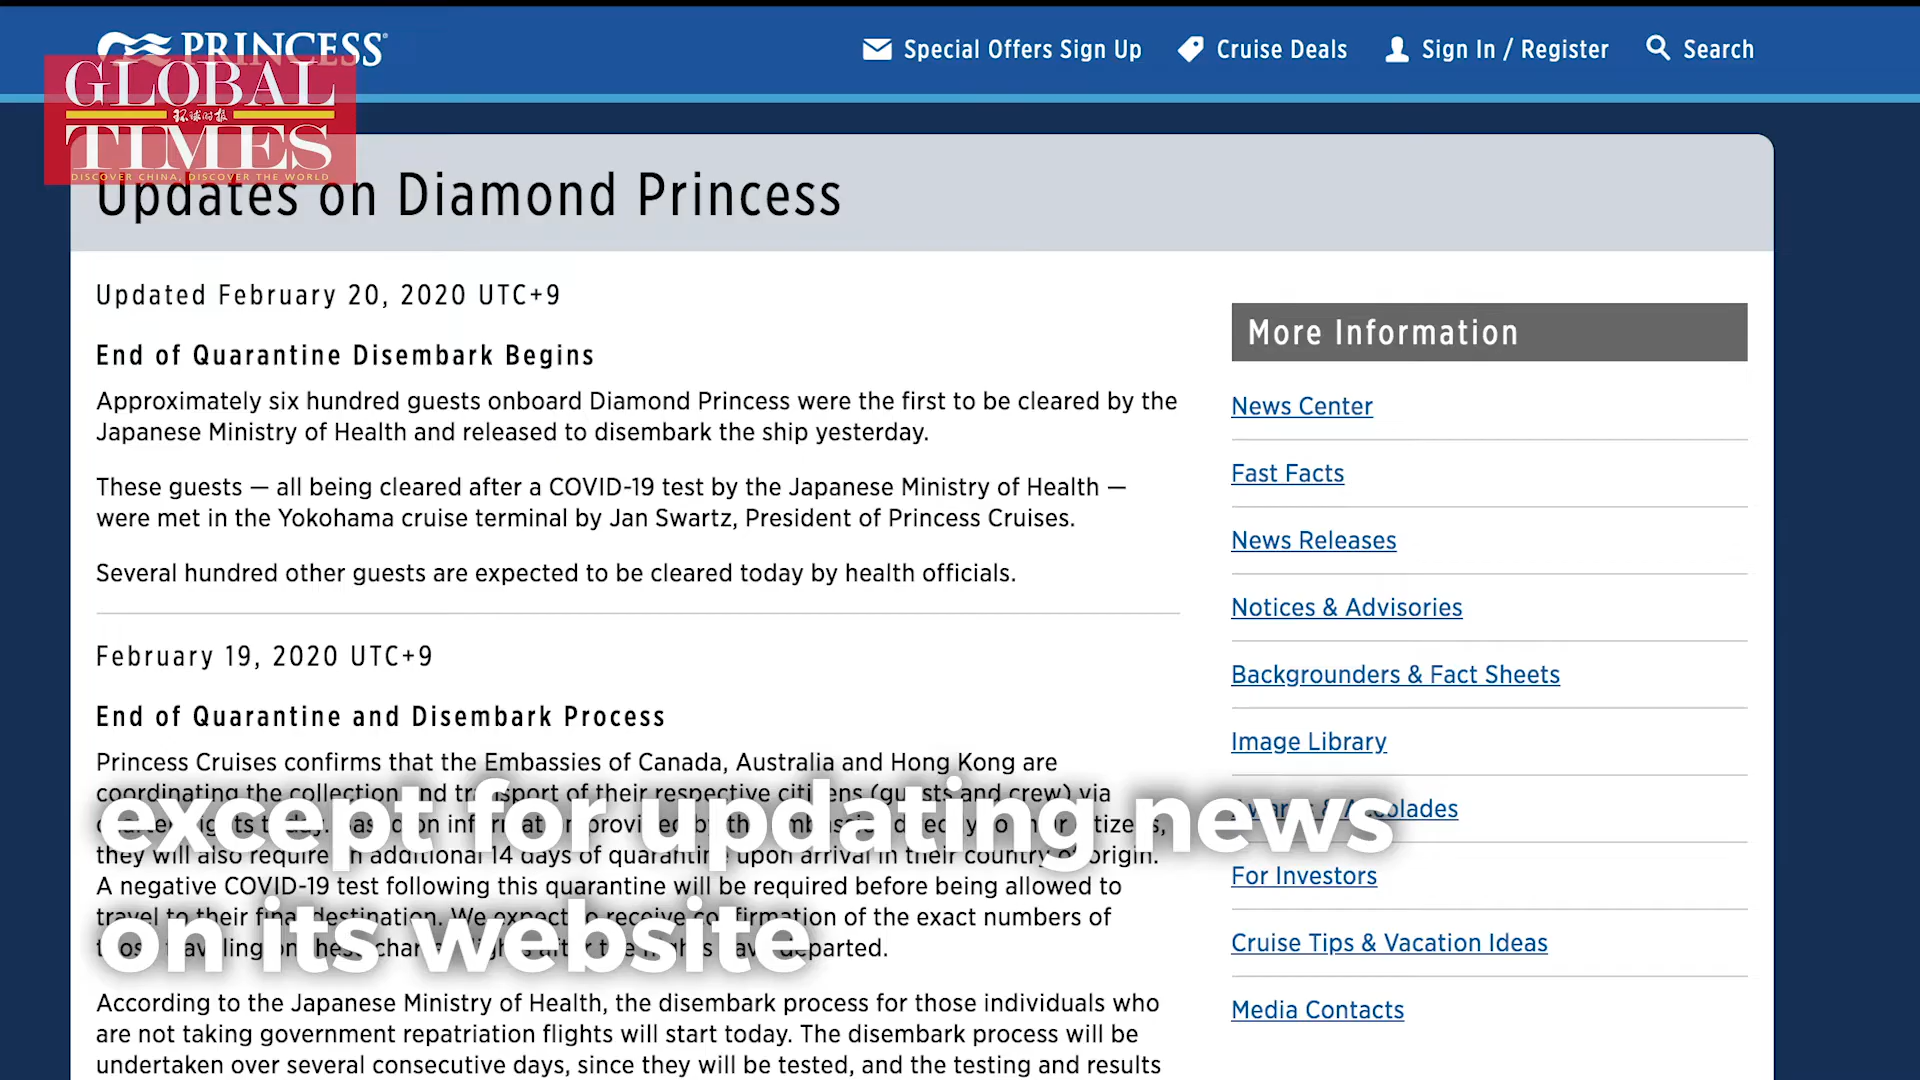 PRINCESS®
Special Offers Sign Up
Cruise Deals
Sign In / Register
Search
GLOBAL
环球时报
TIMES
DISCOVER CHINA, DISCOVER THE WORLD
Updates on Diamond Princess
Updated February 20, 2020 UTC+9
End of Quarantine Disembark Begins
Approximately six hundred guests onboard Diamond Princess were the first to be cleared by the
Japanese Ministry of Health and released to disembark the ship yesterday.
These guests — all being cleared after a COVID-19 test by the Japanese Ministry of Health —
were met in the Yokohama cruise terminal by Jan Swartz, President of Princess Cruises.
Several hundred other guests are expected to be cleared today by health officials.
February 19, 2020 UTC+9
End of Quarantine and Disembark Process
Princess Cruises confirms that the Embassies of Canada, Australia and Hong Kong are
coordinating the collection and transport of their respective citizens (guests and crew) via
they will also require an additional 14 days of quarantine upon arrival in their country of origin.
A negative COVID-19 test following this quarantine will be required before being allowed to
travel to their final destination. We expect to receive confirmation of the exact numbers of
departed.
According to the Japanese Ministry of Health, the disembark process for those individuals who
are not taking government repatriation flights will start today. The disembark process will be
undertaken over several consecutive days, since they will be tested, and the testing and results
except for updating news
on its website
More Information
News Center
Fast Facts
News Releases
Notices & Advisories
Backgrounders & Fact Sheets
Image Library
Awards & Accolades
For Investors
Cruise Tips & Vacation Ideas
Media Contacts